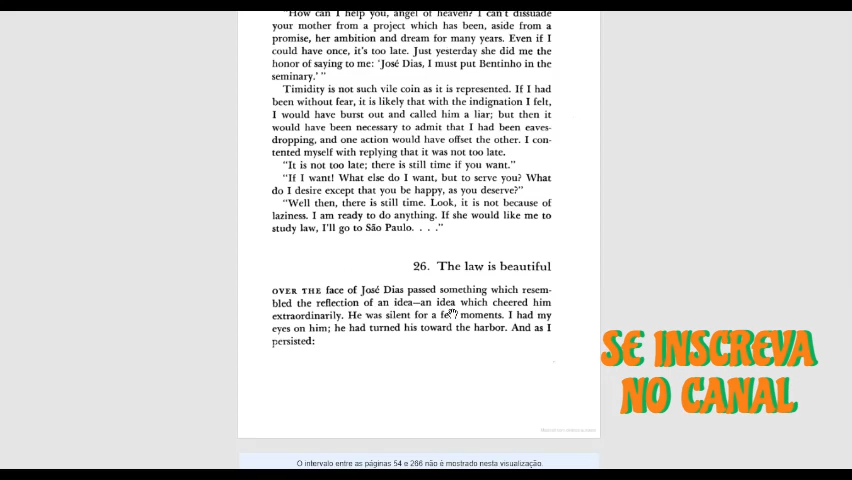 "How can I help you, angel of heaven? I can't dissuade
your mother from a project which has been, aside from a
promise, her ambition and dream for many years. Even if I
could have once, it's too late. Just yesterday she did me the
honor of saying to me: 'José Dias, I must put Bentinho in the
seminary.' "
Timidity is not such vile coin as it is represented. If I had
been without fear, it is likely that with the indignation I felt,
I would have burst out and called him a liar; but then it
would have been necessary to admit that I had been eaves-
dropping, and one action would have offset the other. I con-
tented myself with replying that it was not too late.
"It is not too late; there is still time if you want."
"If I want! What else do I want, but to serve you? What
do I desire except that you be happy, as you deserve?"
"Well then, there is still time. Look, it is not because of
laziness. I am ready to do anything. If she would like me to
study law, I'll go to São Paulo. . . ."
26. The law is beautiful
OVER THE face of José Dias passed something which resem-
bled the reflection of an idea—an idea which cheered him
extraordinarily. He was silent for a moments. I had my
eyes on him; he had turned his toward the harbor. And as I
persisted:
SE INSCREVA
NO CANAL
O intervalo entre as páginas 54 e 266 não é mostrado nesta visualização.